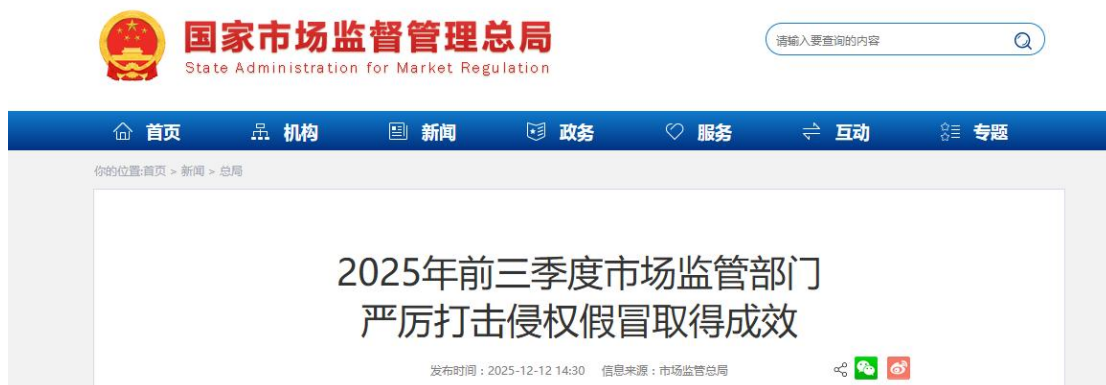 国家市场监督管理总局
State Administration for Market Regulation
请输入要查询的内容
首页 机构 新闻 政务 服务 互动 专题
你的位置:首页 > 新闻 > 总局
2025年前三季度市场监管部门
严厉打击侵权假冒取得成效
发布时间：2025-12-12 14:30 信息来源：市场监管总局